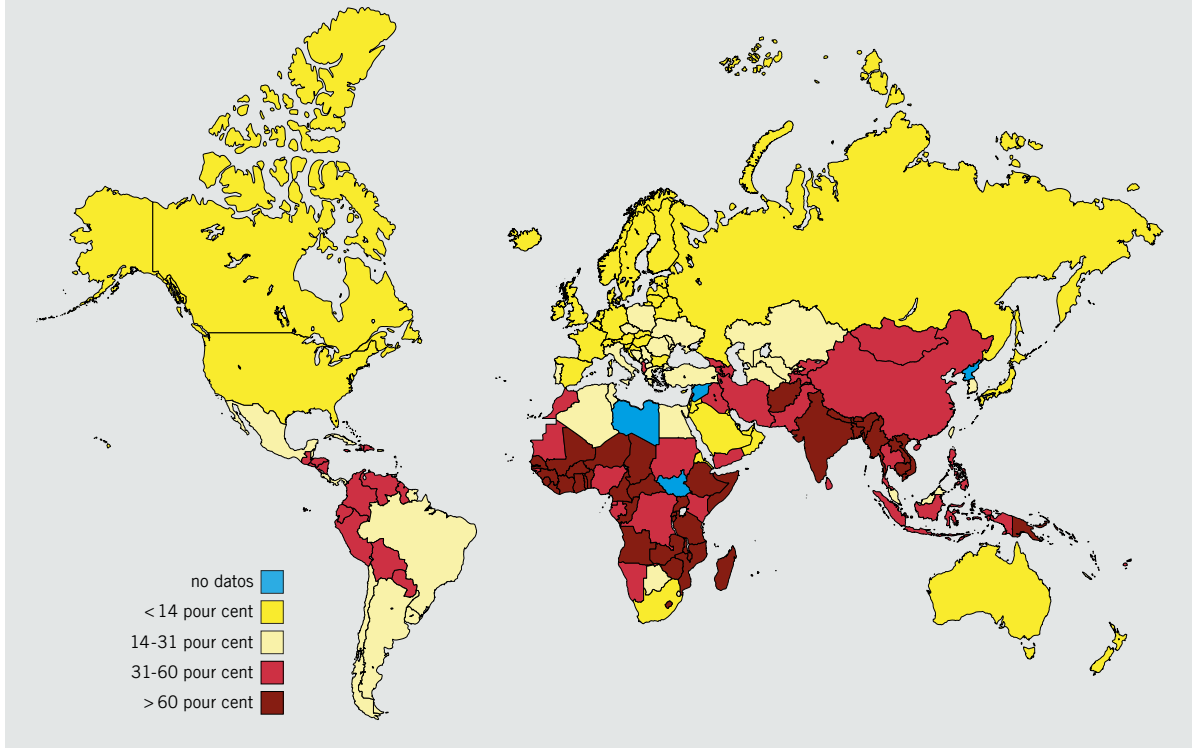 no datos
<14 pour cent
14-31 pour cent
31-60 pour cent
>60 pour cent